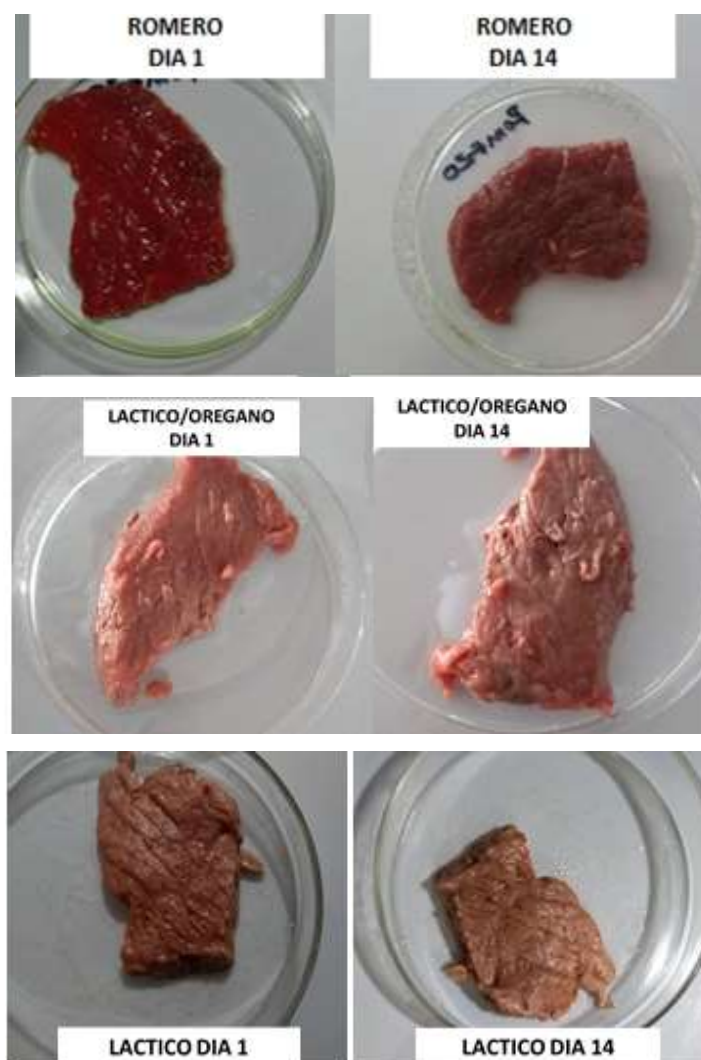 ROMERO
DIA 1
ROMERO
DIA 14
LACTICO/OREGANO
DIA 1
LACTICO/OREGANO
DIA 14
LACTICO DIA 1
LACTICO DIA 14